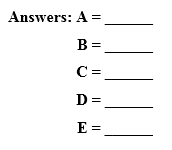 Answers: A = ______
B = ______
C = ______
D = ______
E = ______